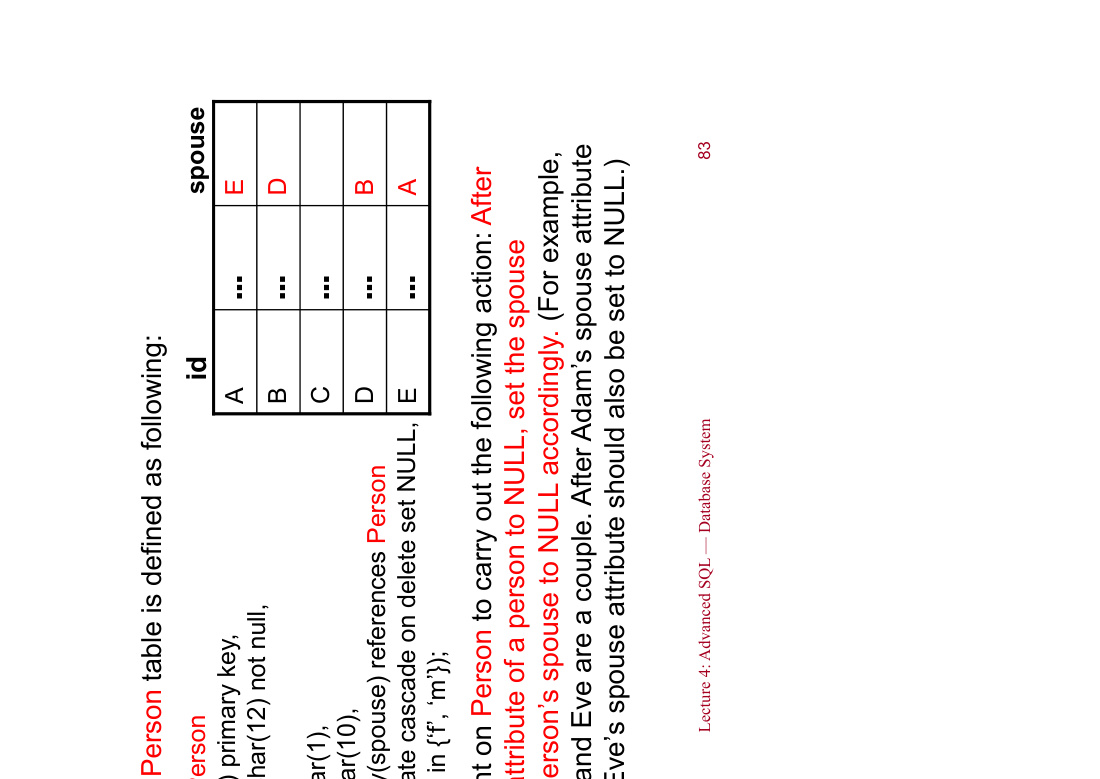 Person table is defined as following:
erson
) primary key,
har(12) not null,
ar(1),
ar(10),
y(spouse) references Person
ate cascade on delete set NULL,
in {'f', 'm'});
id spouse
A ... E
B ... D
C ...
D ... B
E ... A
nt on Person to carry out the following action: After
attribute of a person to NULL, set the spouse
erson's spouse to NULL accordingly. (For example,
and Eve are a couple. After Adam's spouse attribute
Eve's spouse attribute should also be set to NULL.)
Lecture 4: Advanced SQL — Database System 83